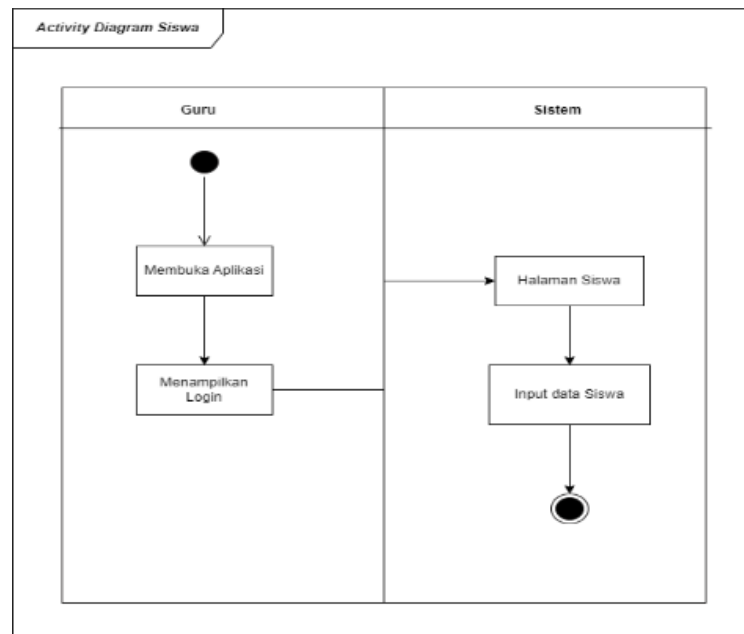 Activity Diagram Siswa
Guru
Sistem
Membuka Aplikasi
Menampilkan
Login
Halaman Siswa
Input data Siswa